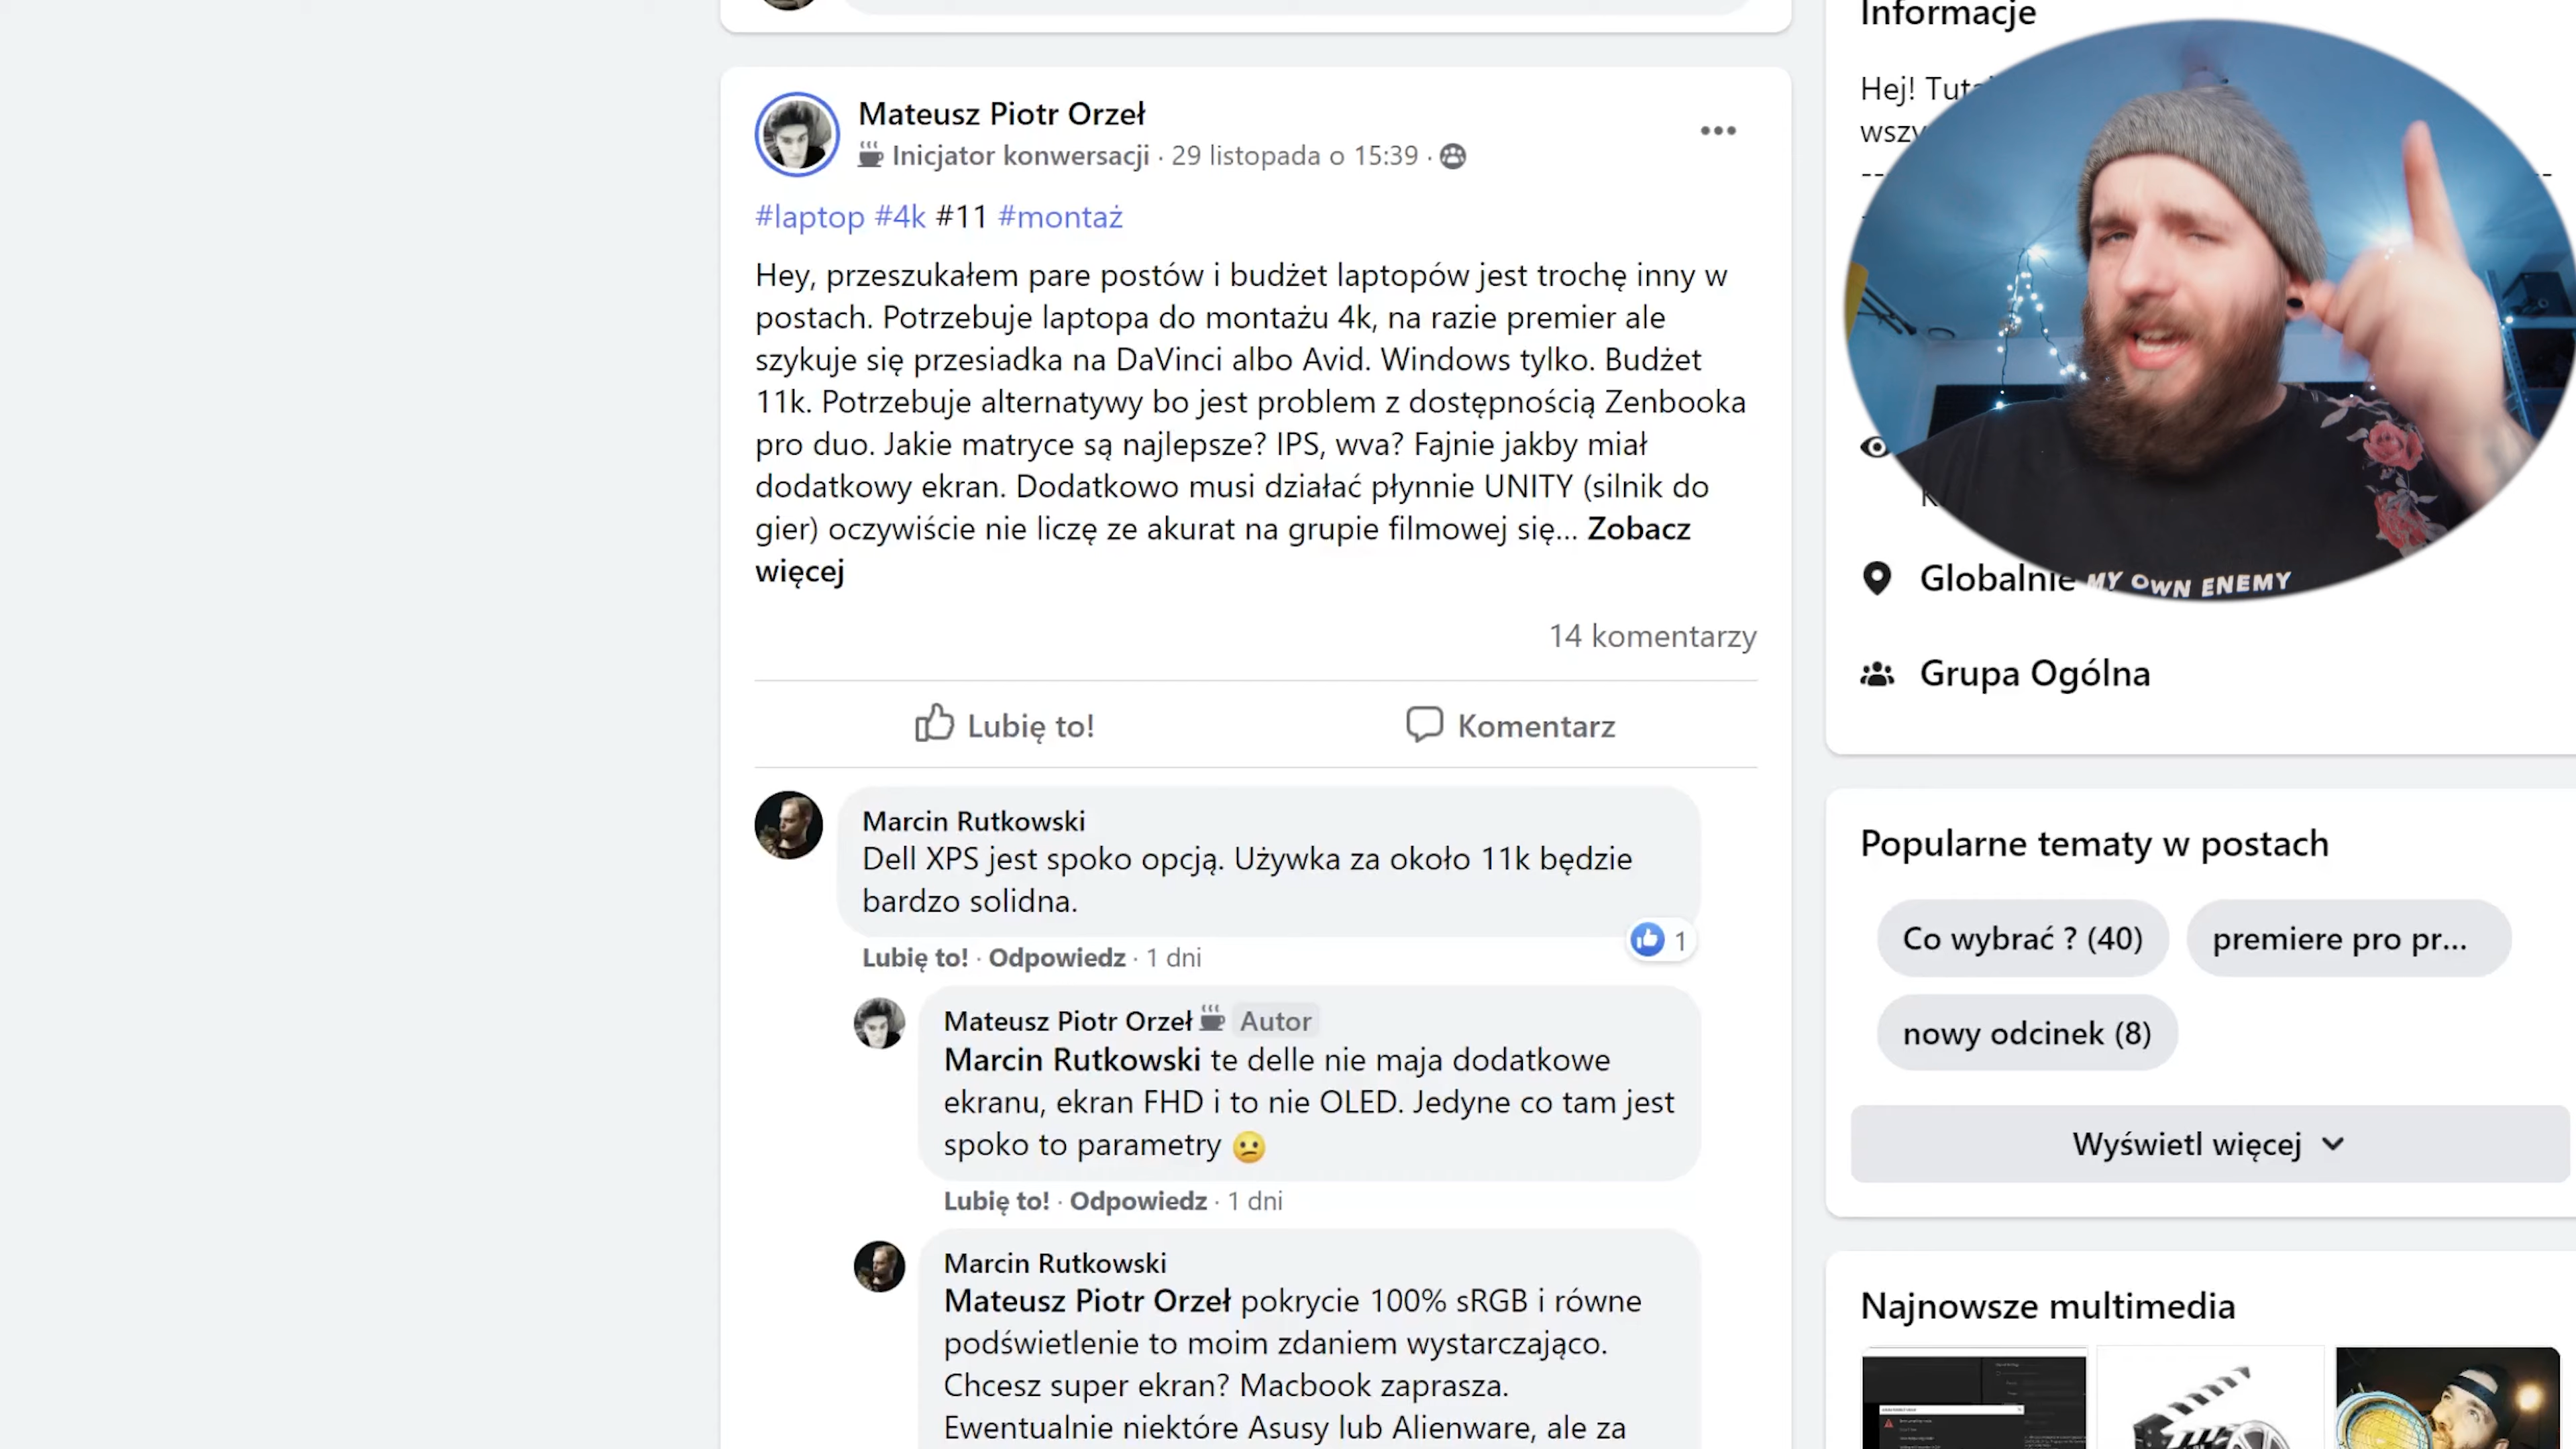 Mateusz Piotr Orzeł
Inicjator konwersacji · 29 listopada o 15:39 ·
#laptop #4k #11 #montaż
Hey, przeszukałem pare postów i budżet laptopów jest trochę inny w
postach. Potrzebuje laptopa do montażu 4k, na razie premier ale
szykuje się przesiadka na DaVinci albo Avid. Windows tylko. Budżet
11k. Potrzebuje alternatywy bo jest problem z dostępnością Zenbooka
pro duo. Jakie matryce są najlepsze? IPS, wva? Fajnie jakby miał
dodatkowy ekran. Dodatkowo musi działać płynnie UNITY (silnik do
gier) oczywiście nie liczę ze akurat na grupie filmowej się... Zobacz
więcej
14 komentarzy
Lubię to!
Komentarz
Marcin Rutkowski
Dell XPS jest spoko opcją. Używka za około 11k będzie
bardzo solidna.
1
Lubię to! · Odpowiedz · 1 dni
Mateusz Piotr Orzeł Autor
Marcin Rutkowski te delle nie maja dodatkowe
ekranu, ekran FHD i to nie OLED. Jedyne co tam jest
spoko to parametry 😕
Lubię to! · Odpowiedz · 1 dni
Marcin Rutkowski
Mateusz Piotr Orzeł pokrycie 100% sRGB i równe
podświetlenie to moim zdaniem wystarczająco.
Chcesz super ekran? Macbook zaprasza.
Ewentualnie niektóre Asusy lub Alienware, ale za
Informacje
Hej!
MY OWN ENEMY
Globalnie
Grupa Ogólna
Popularne tematy w postach
Co wybrać ? (40)
premiere pro pr...
nowy odcinek (8)
Wyświetl więcej
Najnowsze multimedia